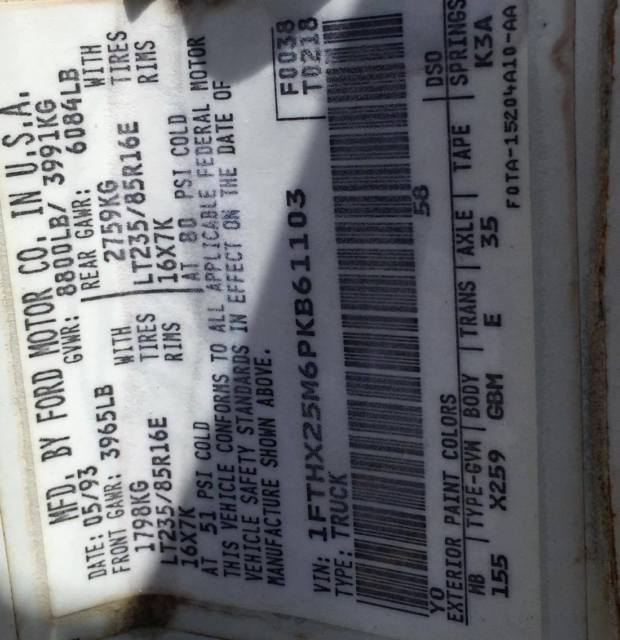 MFD. BY FORD MOTOR CO. IN U.S.A.
DATE: 05/93 GVWR: 8800LB/ 3991KG
FRONT GAWR: 3965LB REAR GAWR: 6084LB
1798KG WITH 2759KG WITH
LT235/85R16E TIRES LT235/85R16E TIRES
16X7K RIMS 16X7K RIMS
AT 51 PSI COLD AT 80 PSI COLD
THIS VEHICLE CONFORMS TO ALL APPLICABLE FEDERAL MOTOR
VEHICLE SAFETY STANDARDS IN EFFECT ON THE DATE OF
MANUFACTURE SHOWN ABOVE.
F0038
T0218
VIN: 1FTHX25M6PKB61103
TYPE: TRUCK
YO 58
EXTERIOR PAINT COLORS DSO
WB TYPE-GVW BODY TRANS AXLE TAPE SPRINGS
155 X259 GBM E 35 K3A
F0TA-15204A10-AA